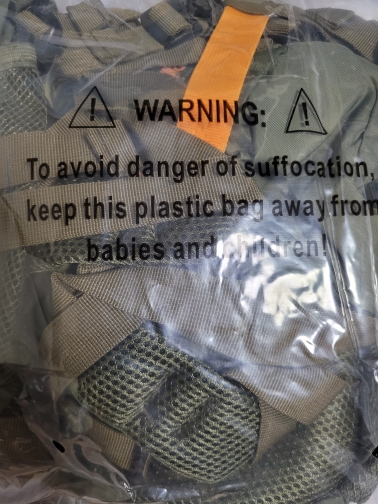 WARNING:
To avoid danger of suffocation,
keep this plastic bag away from
babies and children!